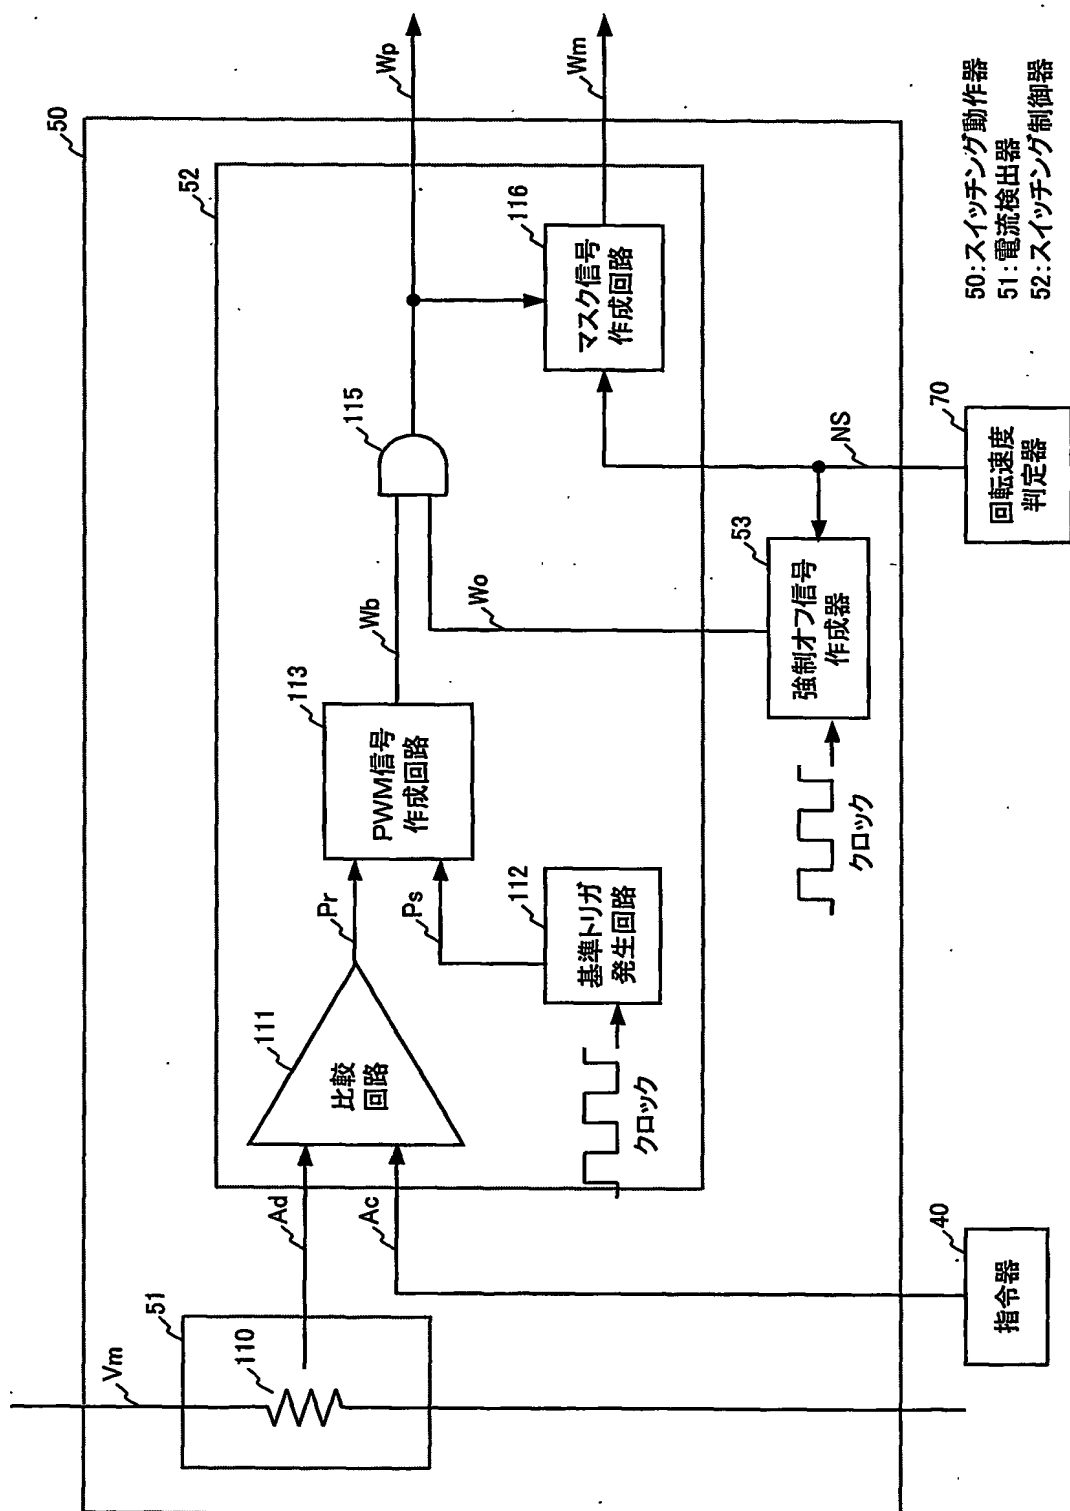 50
Vm
51
110
Ad
Ac
40
指令器
52
111
比較
回路
Pr
Ps
112
基準トリガ
発生回路
クロック
113
PWM信号
作成回路
Wb
Wo
53
強制オフ信号
作成器
クロック
115
116
マスク信号
作成回路
NS
70
回転速度
判定器
Wp
Wm
50:スイッチング動作器
51:電流検出器
52:スイッチング制御器